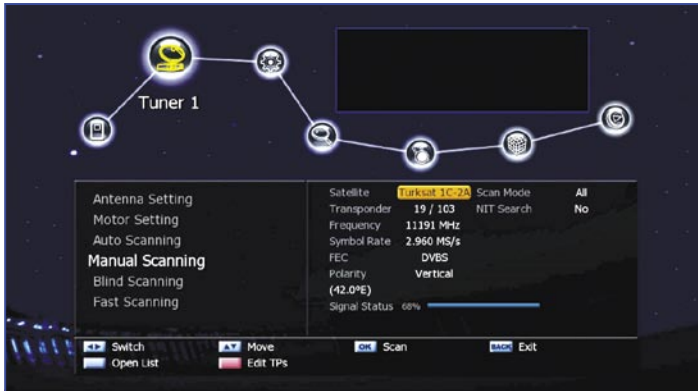 Tuner 1
Antenna Setting
Motor Setting
Auto Scanning
Manual Scanning
Blind Scanning
Fast Scanning
Satellite Turksat 1C-2A Scan Mode All
Transponder 19 / 103 NIT Search No
Frequency 11191 MHz
Symbol Rate 2.960 MS/s
FEC DVBS
Polarity Vertical
(42.0ºE)
Signal Status 68%
Switch Move OK Scan BACK Exit
Open List Edit TPs